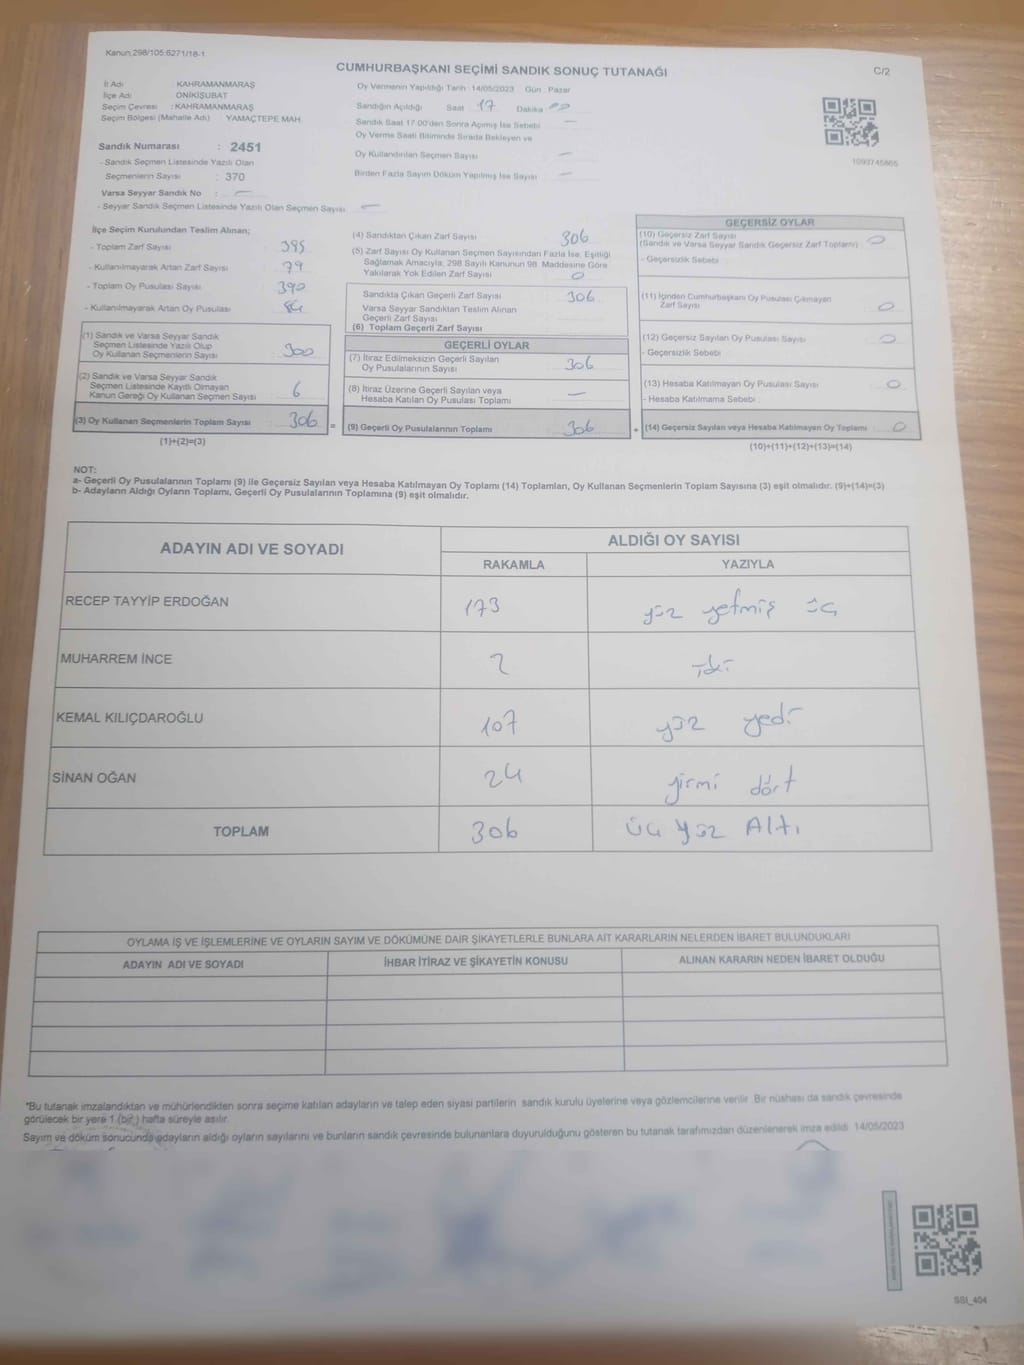 Kanun 298/105:6271/18-1
CUMHURBAŞKANI SEÇİMİ SANDIK SONUÇ TUTANAĞI
C/2
İl Adı : KAHRAMANMARAŞ
İlçe Adı : ONİKİŞUBAT
Seçim Çevresi : KAHRAMANMARAŞ
Seçim Bölgesi (Mahalle Adı) YAMAÇTEPE MAH.
Sandık Numarası : 2451
- Sandık Seçmen Listesinde Yazılı Olan
Seçmenlerin Sayısı : 370
Varsa Seyyar Sandık No : —
- Seyyar Sandık Seçmen Listesinde Yazılı Olan Seçmen Sayısı —
Oy Vermenin Yapıldığı Tarih : 14/05/2023 Gün : Pazar
Sandığın Açıldığı Saat 17 Dakika 00
Sandık Saat 17:00'den Sonra Açımış İse Sebebi —
Oy Verme Saati Bitiminde Sırada Bekleyen ve
Oy Kullandırılan Seçmen Sayısı —
Birden Fazla Sayım Döküm Yapılmış İse Sayısı —
1093745865
İlçe Seçim Kurulundan Teslim Alınan;
- Toplam Zarf Sayısı 385
- Kullanılmayarak Artan Zarf Sayısı 79
- Toplam Oy Pusulası Sayısı 390
- Kullanılmayarak Artan Oy Pusulası 84
(1) Sandık ve Varsa Seyyar Sandık
Seçmen Listesinde Yazılı Olup
Oy Kullanan Seçmenlerin Sayısı 300
(2) Sandık ve Varsa Seyyar Sandık
Seçmen Listesinde Kayıtlı Olmayan
Kanun Gereği Oy Kullanan Seçmen Sayısı 6
(3) Oy Kullanan Seçmenlerin Toplam Sayısı 306 =
(1)+(2)=(3)
(4) Sandıktan Çıkan Zarf Sayısı 306
(5) Zarf Sayısı Oy Kullanan Seçmen Sayısından Fazla İse, Eşitliği
Sağlamak Amacıyla; 298 Sayılı Kanunun 98. Maddesine Göre
Yakılarak Yok Edilen Zarf Sayısı 0
Sandıkta Çıkan Geçerli Zarf Sayısı 306
Varsa Seyyar Sandıktan Teslim Alınan
Geçerli Zarf Sayısı
(6) Toplam Geçerli Zarf Sayısı
GEÇERLİ OYLAR
(7) İtiraz Edilmeksizin Geçerli Sayılan
Oy Pusulalarının Sayısı 306
(8) İtiraz Üzerine Geçerli Sayılan veya
Hesaba Katılan Oy Pusulası Toplamı —
(9) Geçerli Oy Pusulalarının Toplamı 306 +
GEÇERSİZ OYLAR
(10) Geçersiz Zarf Sayısı
(Sandık ve Varsa Seyyar Sandık Geçersiz Zarf Toplamı) 0
- Geçersizlik Sebebi
(11) İçinden Cumhurbaşkanı Oy Pusulası Çıkmayan
Zarf Sayısı 0
(12) Geçersiz Sayılan Oy Pusulası Sayısı 0
- Geçersizlik Sebebi
(13) Hesaba Katılmayan Oy Pusulası Sayısı 0
- Hesaba Katılmama Sebebi
(14) Geçersiz Sayılan veya Hesaba Katılmayan Oy Toplamı 0
(10)+(11)+(12)+(13)=(14)
NOT:
a- Geçerli Oy Pusulalarının Toplamı (9) ile Geçersiz Sayılan veya Hesaba Katılmayan Oy Toplamı (14) Toplamları, Oy Kullanan Seçmenlerin Toplam Sayısına (3) eşit olmalıdır. (9)+(14)=(3)
b- Adayların Aldığı Oyların Toplamı, Geçerli Oy Pusulalarının Toplamına (9) eşit olmalıdır.
ADAYIN ADI VE SOYADI
ALDIĞI OY SAYISI
RAKAMLA
YAZIYLA
RECEP TAYYİP ERDOĞAN 173 yüz yetmiş üç
MUHARREM İNCE 2 iki
KEMAL KILIÇDAROĞLU 107 yüz yedi
SİNAN OĞAN 24 yirmi dört
TOPLAM 306 üç yüz Altı
OYLAMA İŞ VE İŞLEMLERİNE VE OYLARIN SAYIM VE DÖKÜMÜNE DAİR ŞİKAYETLERLE BUNLARA AİT KARARLARIN NELERDEN İBARET BULUNDUKLARI
ADAYIN ADI VE SOYADI
İHBAR İTİRAZ VE ŞİKAYETİN KONUSU
ALINAN KARARIN NEDEN İBARET OLDUĞU
*Bu tutanak imzalandıktan ve mühürlendikten sonra seçime katılan adayların ve talep eden siyasi partilerin sandık kurulu üyelerine veya gözlemcilerine verilir. Bir nüshası da sandık çevresinde
görülecek bir yere 1 (bir) hafta süreyle asılır.
Sayım ve döküm sonucunda adayların aldığı oyların sayılarını ve bunların sandık çevresinde bulunanlara duyurulduğunu gösteren bu tutanak tarafımızdan düzenlenerek imza edildi. 14/05/2023
SSI_404